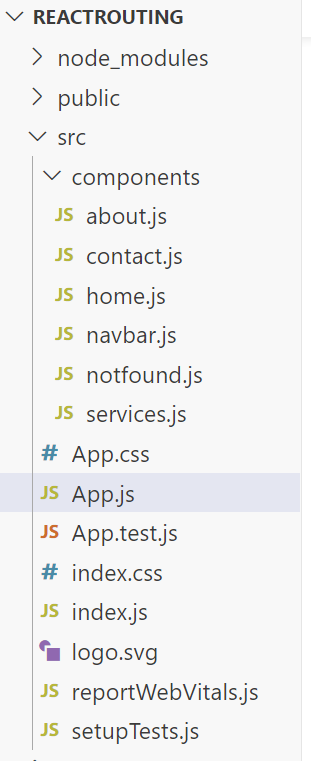 REACTROUTING
node_modules
public
src
components
JS about.js
JS contact.js
JS home.js
JS navbar.js
JS notfound.js
JS services.js
# App.css
JS App.js
JS App.test.js
# index.css
JS index.js
logo.svg
JS reportWebVitals.js
JS setupTests.js